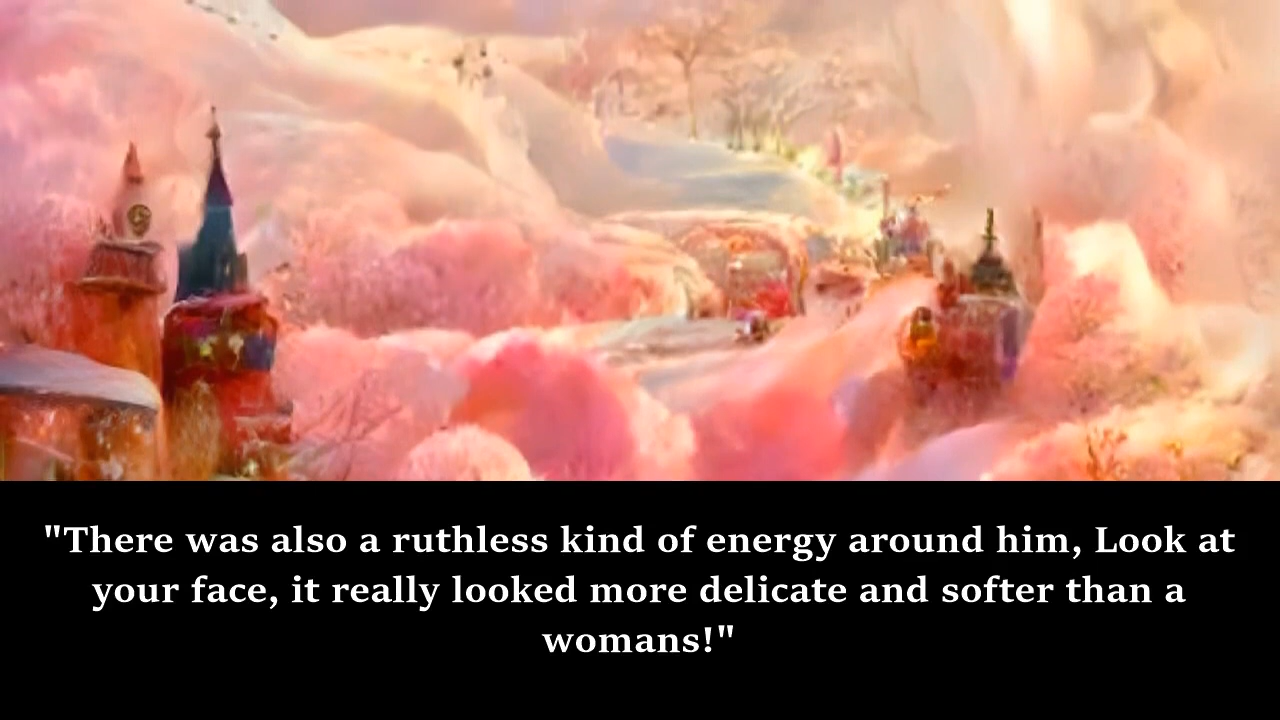 "There was also a ruthless kind of energy around him, Look at
your face, it really looked more delicate and softer than a
womans!"